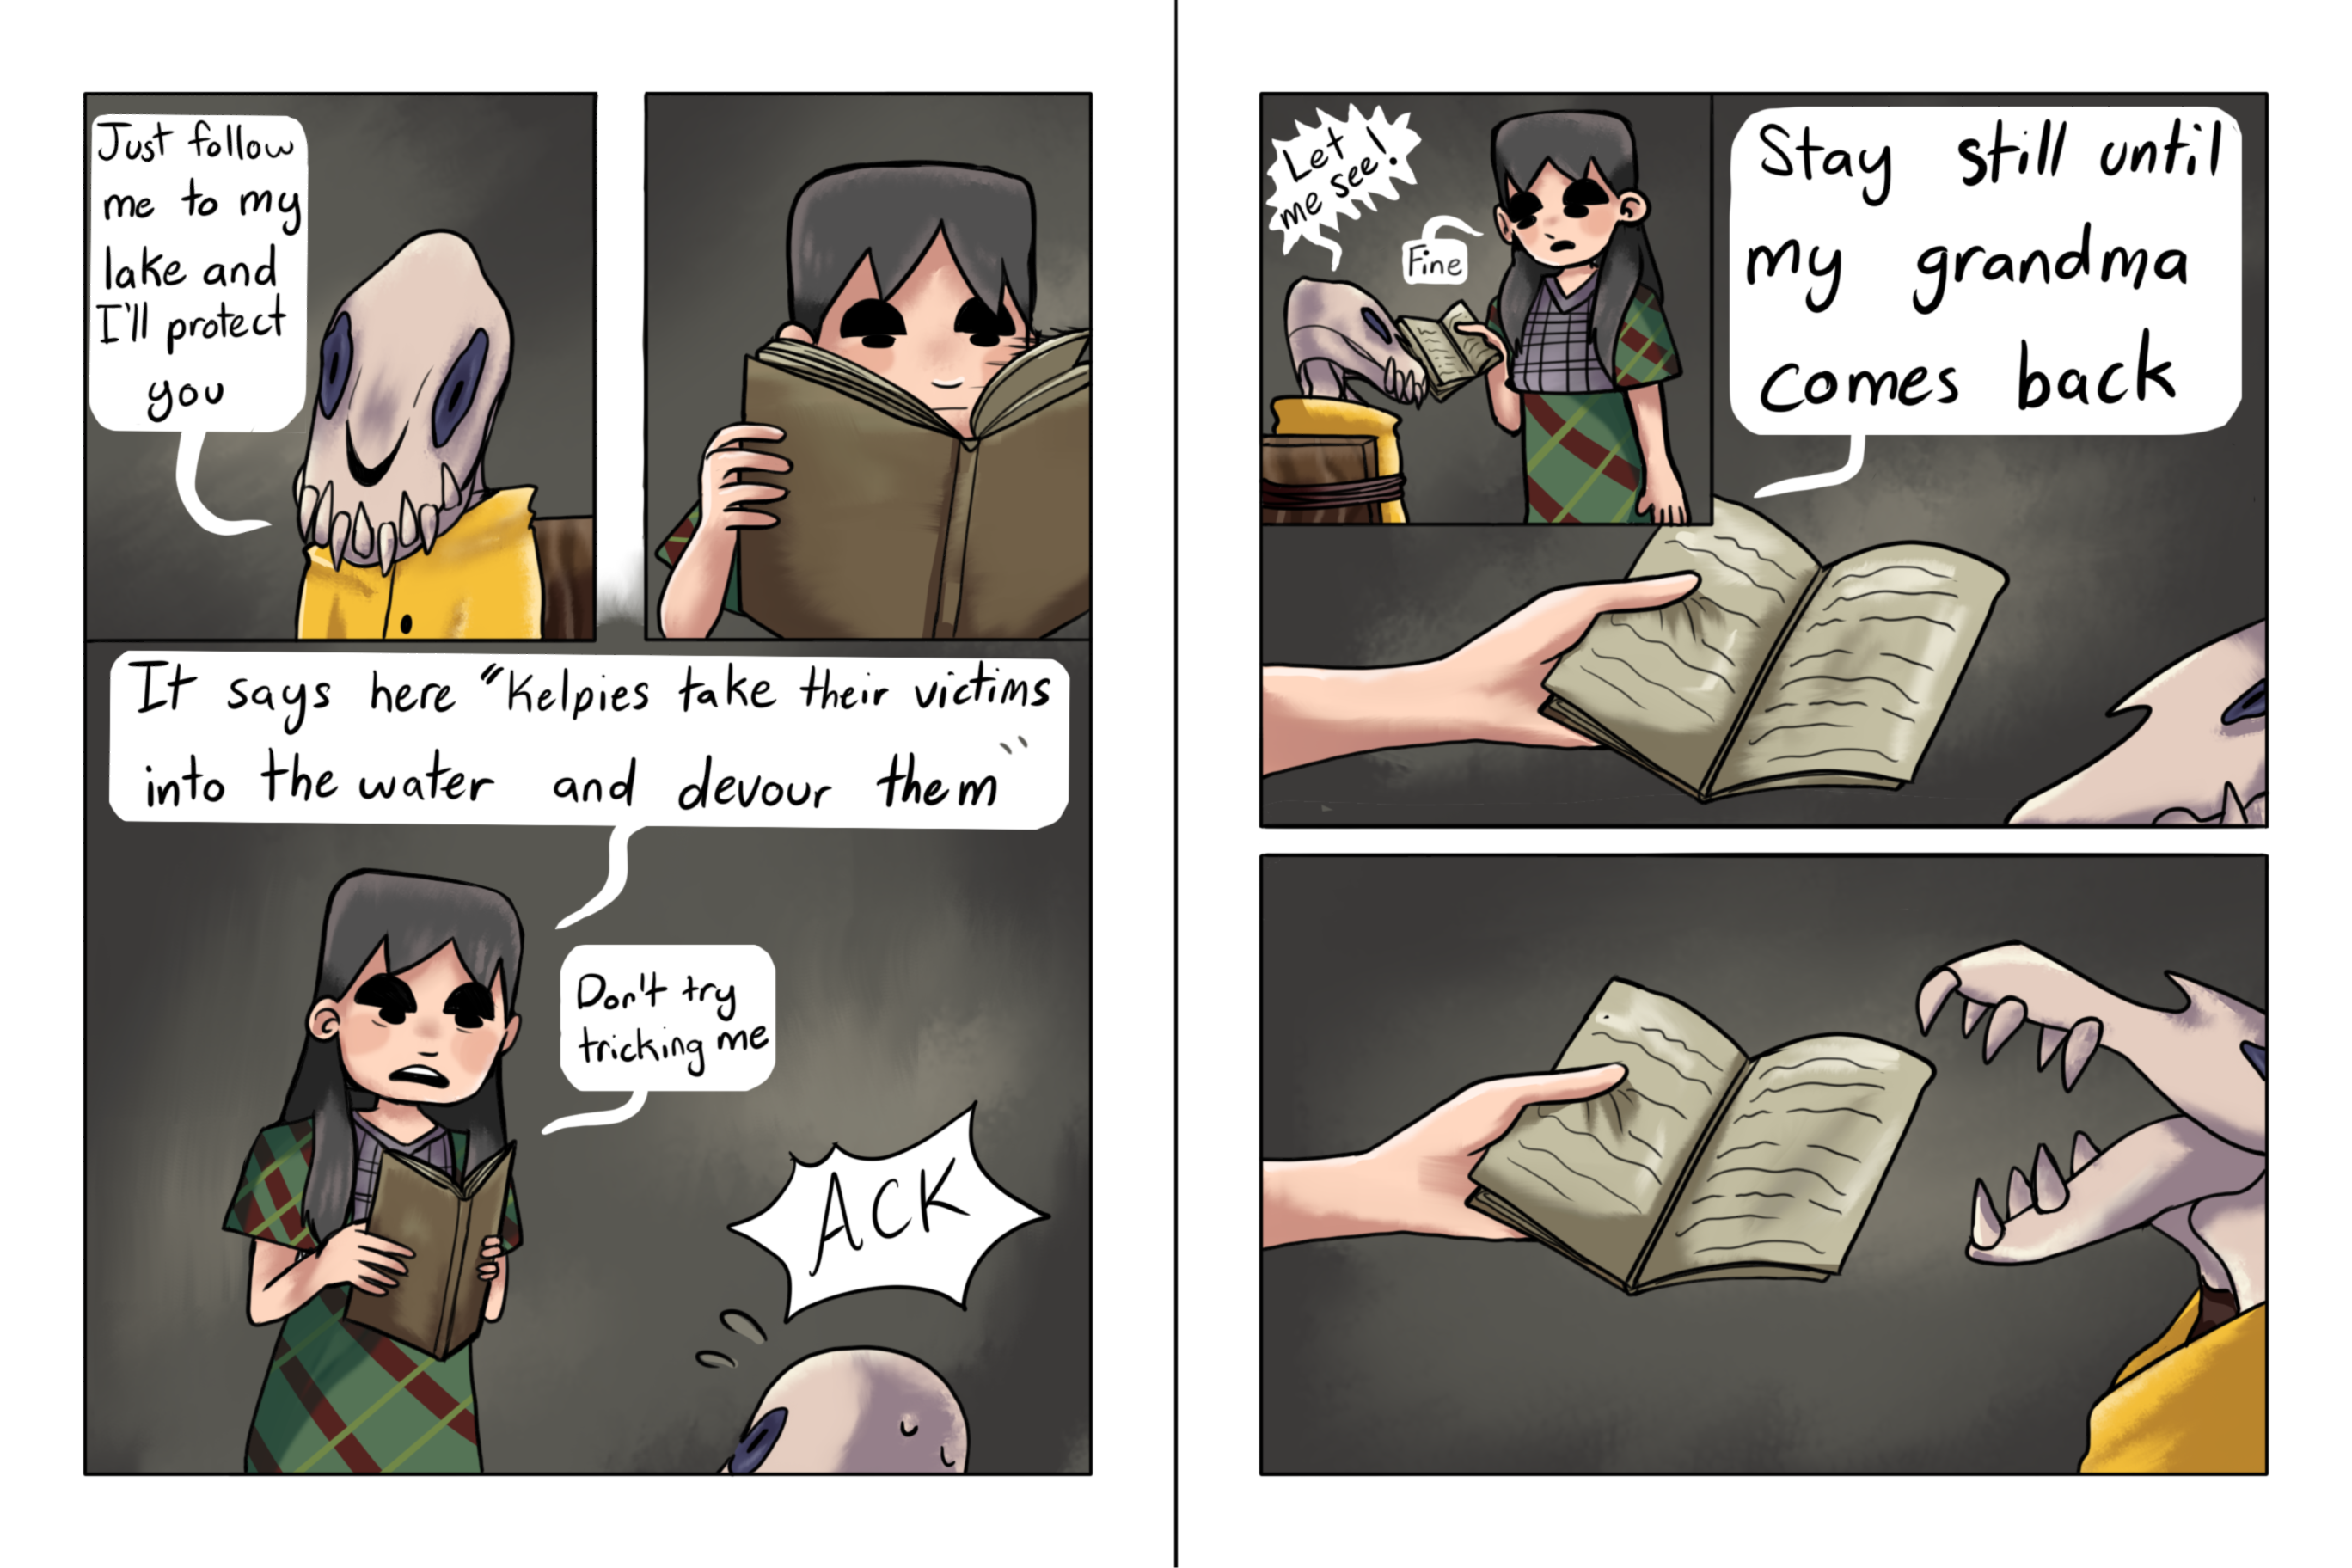 Just follow
me to my
lake and
I'll protect
you
It says here "Kelpies take their victims
into the water and devour them"
Don't try
tricking me
ACK
Let
me see!
Fine
Stay still until
my grandma
comes back